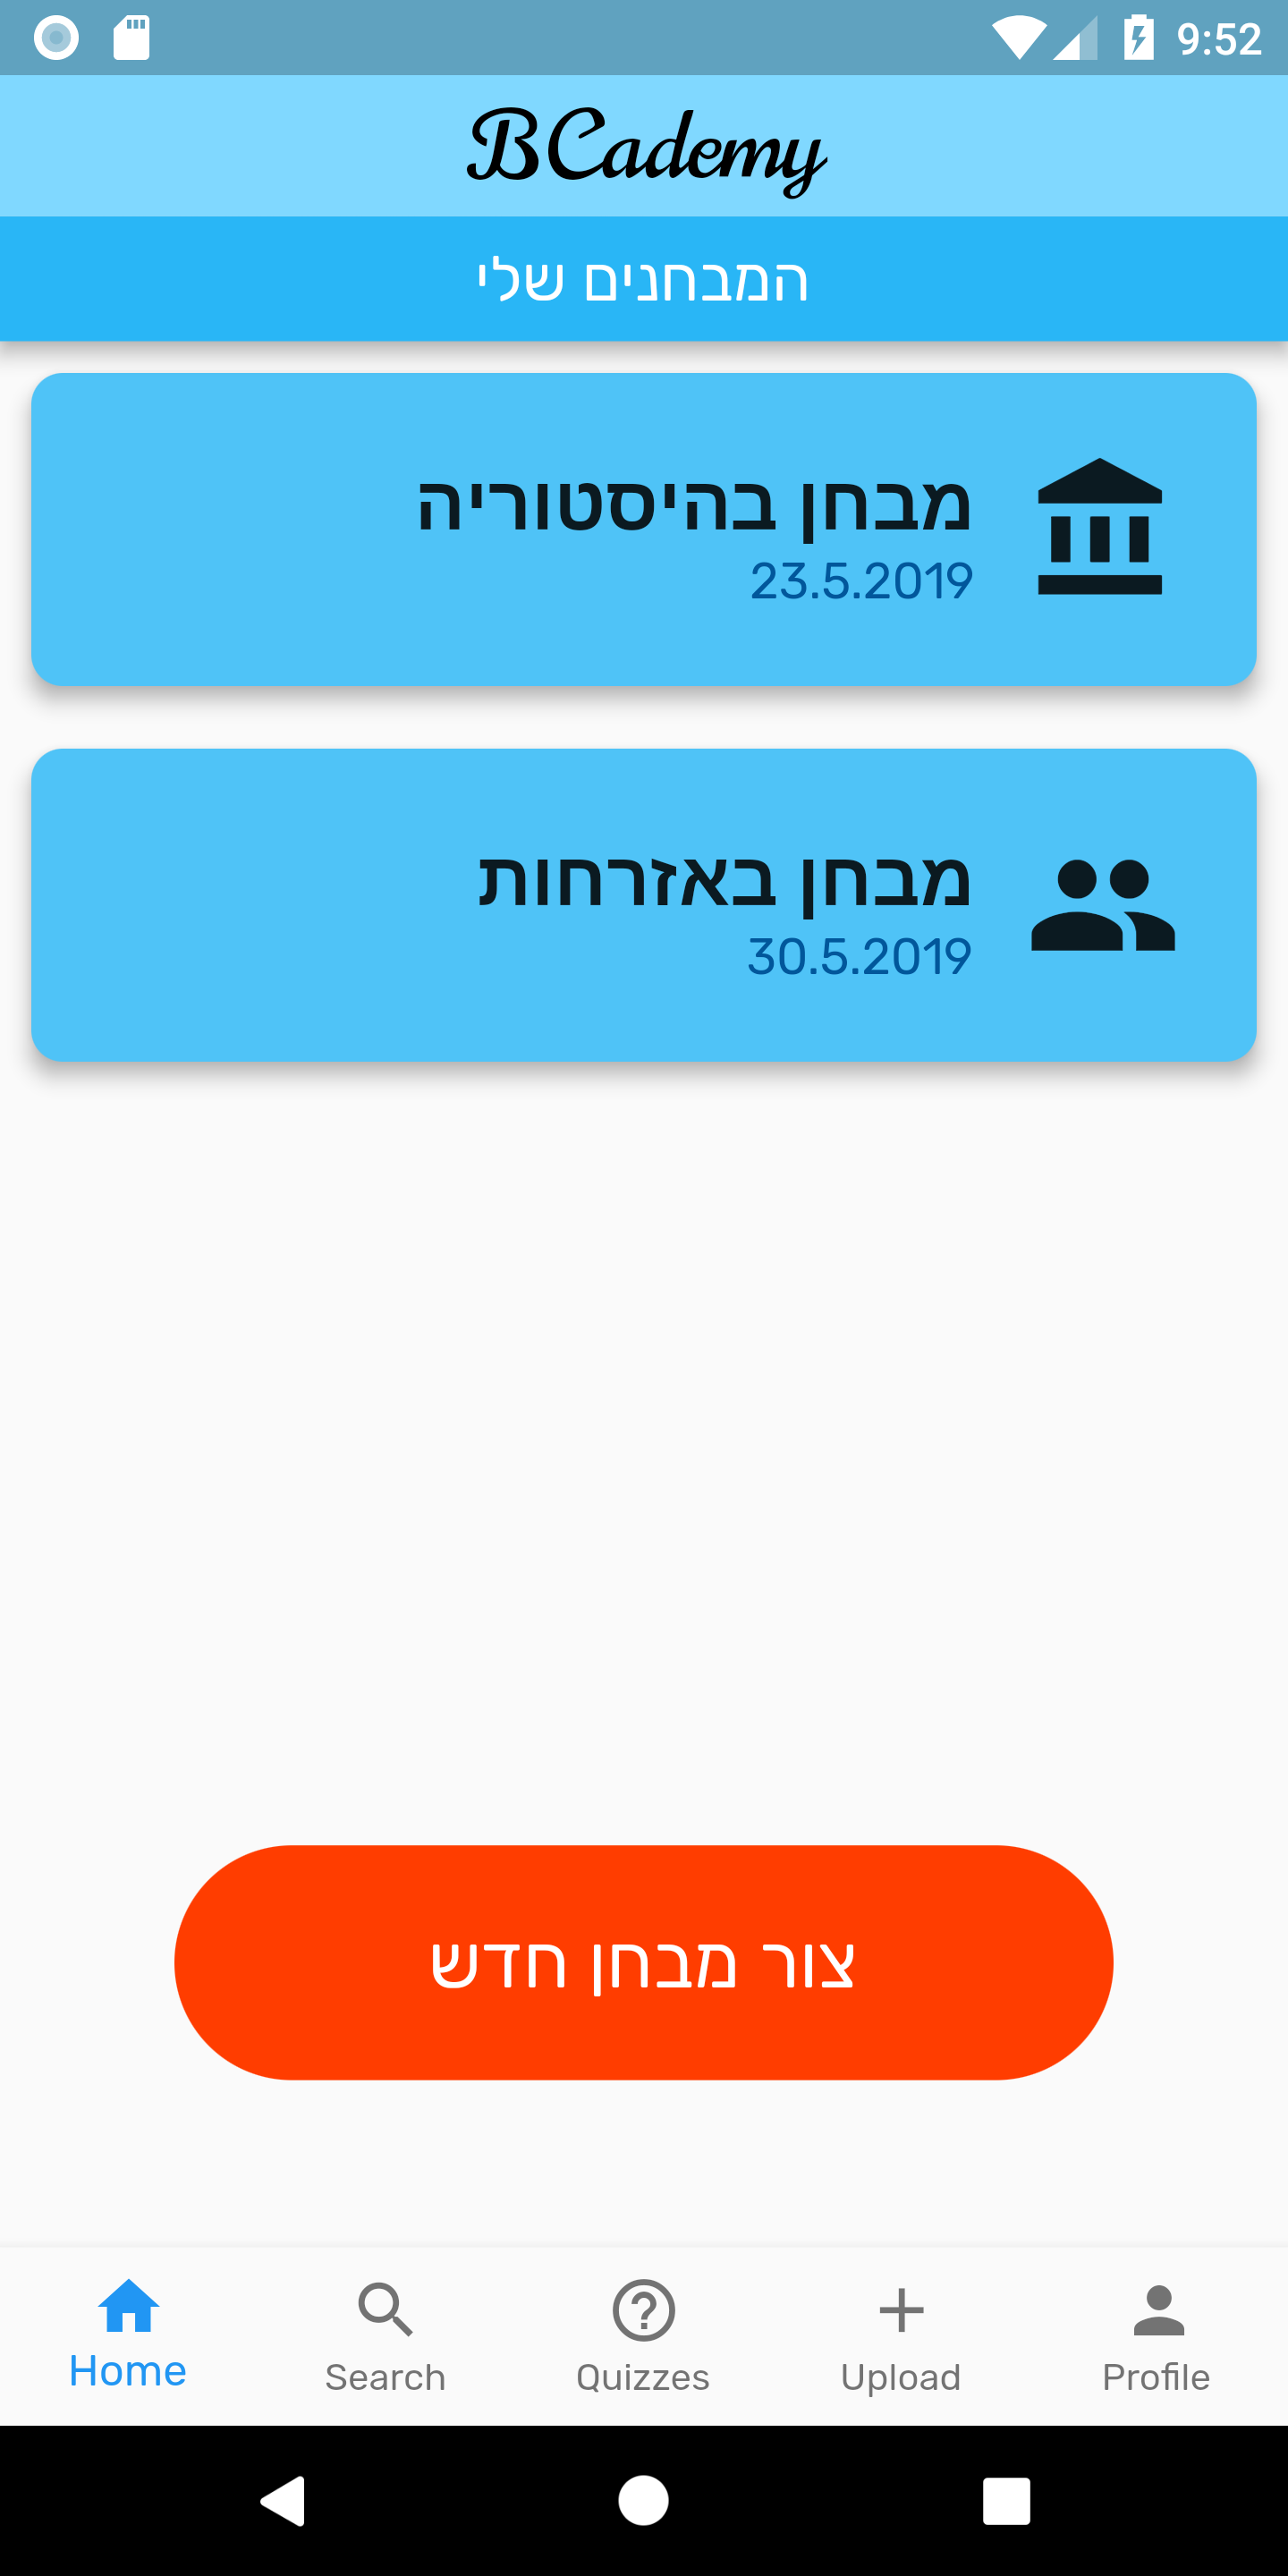 9:52
BCademy
המבחנים שלי
מבחן בהיסטוריה
23.5.2019
מבחן באזרחות
30.5.2019
צור מבחן חדש
Home
Search
Quizzes
Upload
Profile